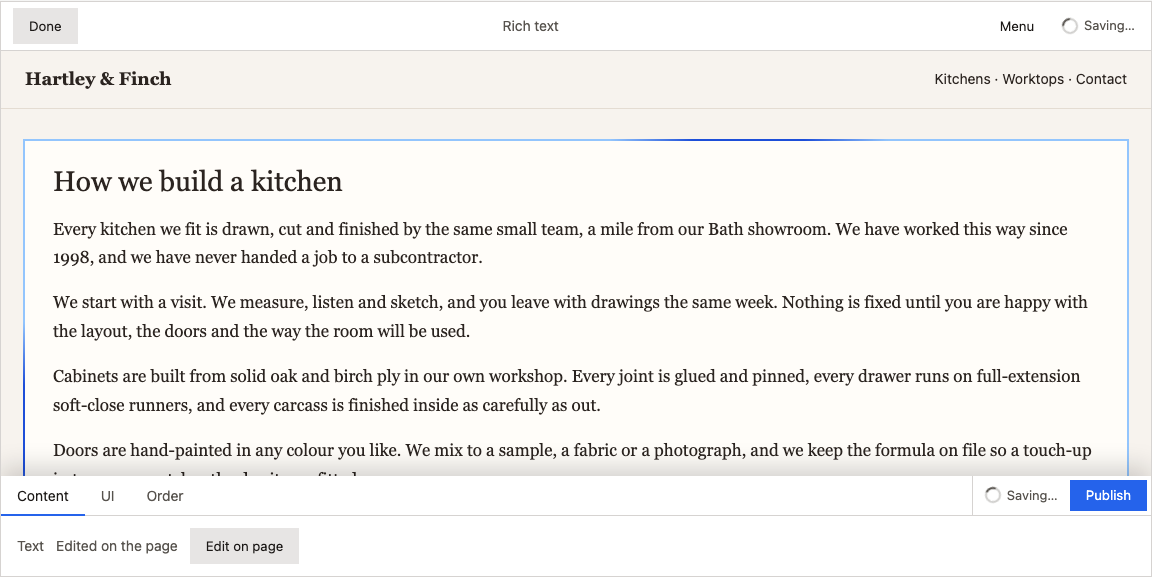 Done
Rich text
Menu
Saving...
Hartley & Finch
Kitchens · Worktops · Contact
How we build a kitchen
Every kitchen we fit is drawn, cut and finished by the same small team, a mile from our Bath showroom. We have worked this way since
1998, and we have never handed a job to a subcontractor.
We start with a visit. We measure, listen and sketch, and you leave with drawings the same week. Nothing is fixed until you are happy with
the layout, the doors and the way the room will be used.
Cabinets are built from solid oak and birch ply in our own workshop. Every joint is glued and pinned, every drawer runs on full-extension
soft-close runners, and every carcass is finished inside as carefully as out.
Doors are hand-painted in any colour you like. We mix to a sample, a fabric or a photograph, and we keep the formula on file so a touch-up
Content
UI
Order
Saving...
Publish
Text
Edited on the page
Edit on page